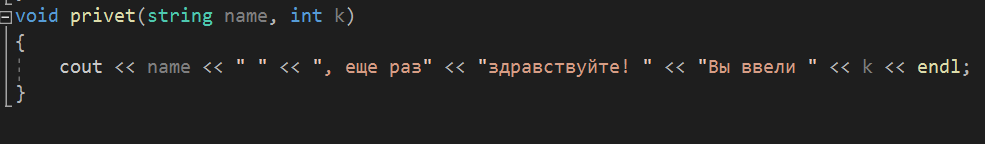 void privet(string name, int k)
{
cout << name << " " << ", еще раз" << "здравствуйте! " << "Вы ввели " << k << endl;
}